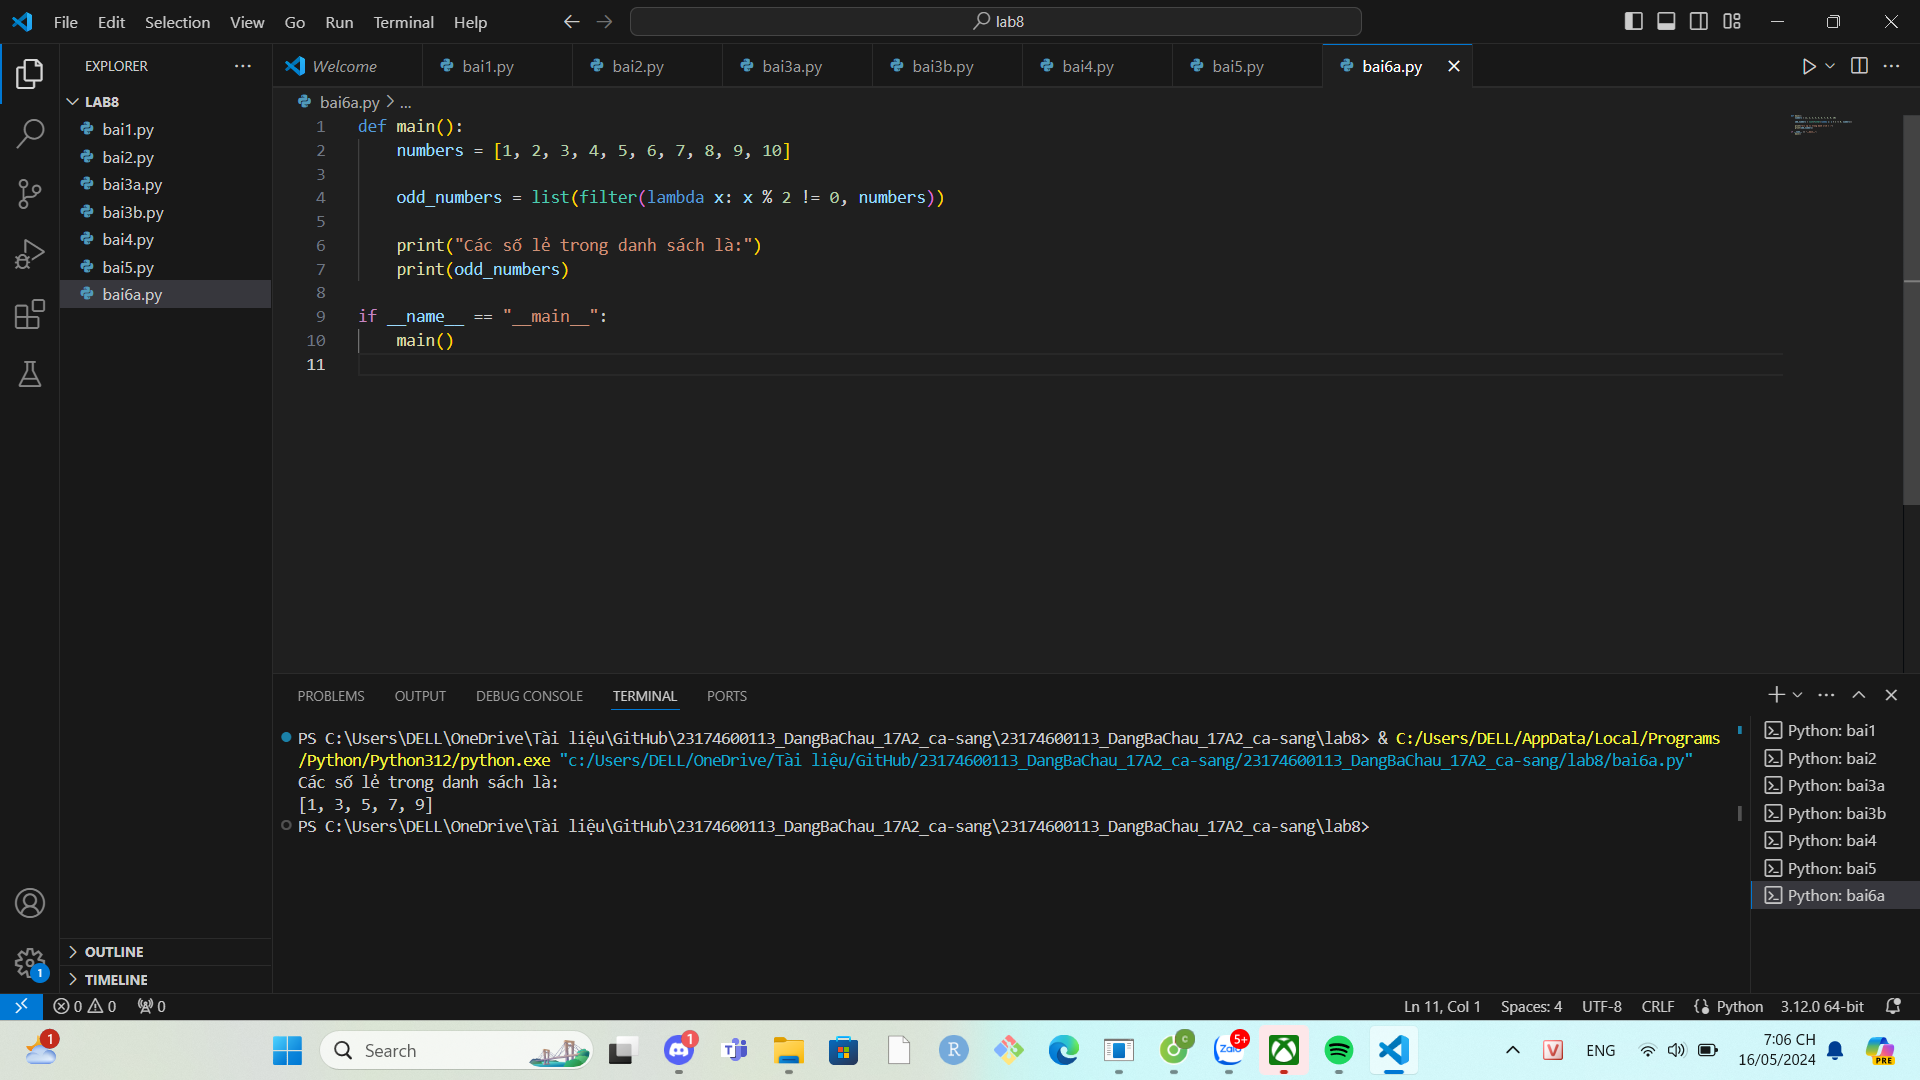 File Edit Selection View Go Run Terminal Help
lab8
EXPLORER
Welcome
bai1.py
bai2.py
bai3a.py
bai3b.py
bai4.py
bai5.py
bai6a.py
LAB8
bai1.py
bai2.py
bai3a.py
bai3b.py
bai4.py
bai5.py
bai6a.py
OUTLINE
TIMELINE
bai6a.py > ...
1 def main():
2 numbers = [1, 2, 3, 4, 5, 6, 7, 8, 9, 10]
3
4 odd_numbers = list(filter(lambda x: x % 2 != 0, numbers))
5
6 print("Các số lẻ trong danh sách là:")
7 print(odd_numbers)
8
9 if __name__ == "__main__":
10 main()
11
PROBLEMS OUTPUT DEBUG CONSOLE TERMINAL PORTS
PS C:\Users\DELL\OneDrive\Tài liệu\GitHub\23174600113_DangBaChau_17A2_ca-sang\23174600113_DangBaChau_17A2_ca-sang\lab8> & C:/Users/DELL/AppData/Local/Programs
/Python/Python312/python.exe "c:/Users/DELL/OneDrive/Tài liệu/GitHub/23174600113_DangBaChau_17A2_ca-sang/23174600113_DangBaChau_17A2_ca-sang/lab8/bai6a.py"
Các số lẻ trong danh sách là:
[1, 3, 5, 7, 9]
PS C:\Users\DELL\OneDrive\Tài liệu\GitHub\23174600113_DangBaChau_17A2_ca-sang\23174600113_DangBaChau_17A2_ca-sang\lab8>
Python: bai1
Python: bai2
Python: bai3a
Python: bai3b
Python: bai4
Python: bai5
Python: bai6a
1
0 0 0
Ln 11, Col 1 Spaces: 4 UTF-8 CRLF Python 3.12.0 64-bit
1
Search
1
T
R
C
Zalo
5+
V
ENG
7:06 CH
16/05/2024
PRE